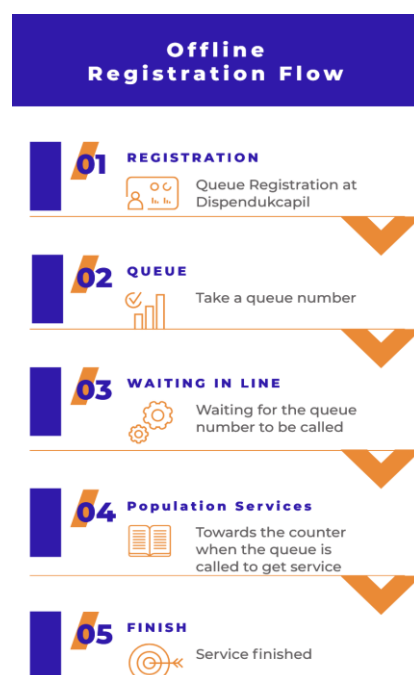 Offline
Registration Flow
01
REGISTRATION
Queue Registration at
Dispendukcapil
02
QUEUE
Take a queue number
03
WAITING IN LINE
Waiting for the queue
number to be called
04
Population Services
Towards the counter
when the queue is
called to get service
05
FINISH
Service finished